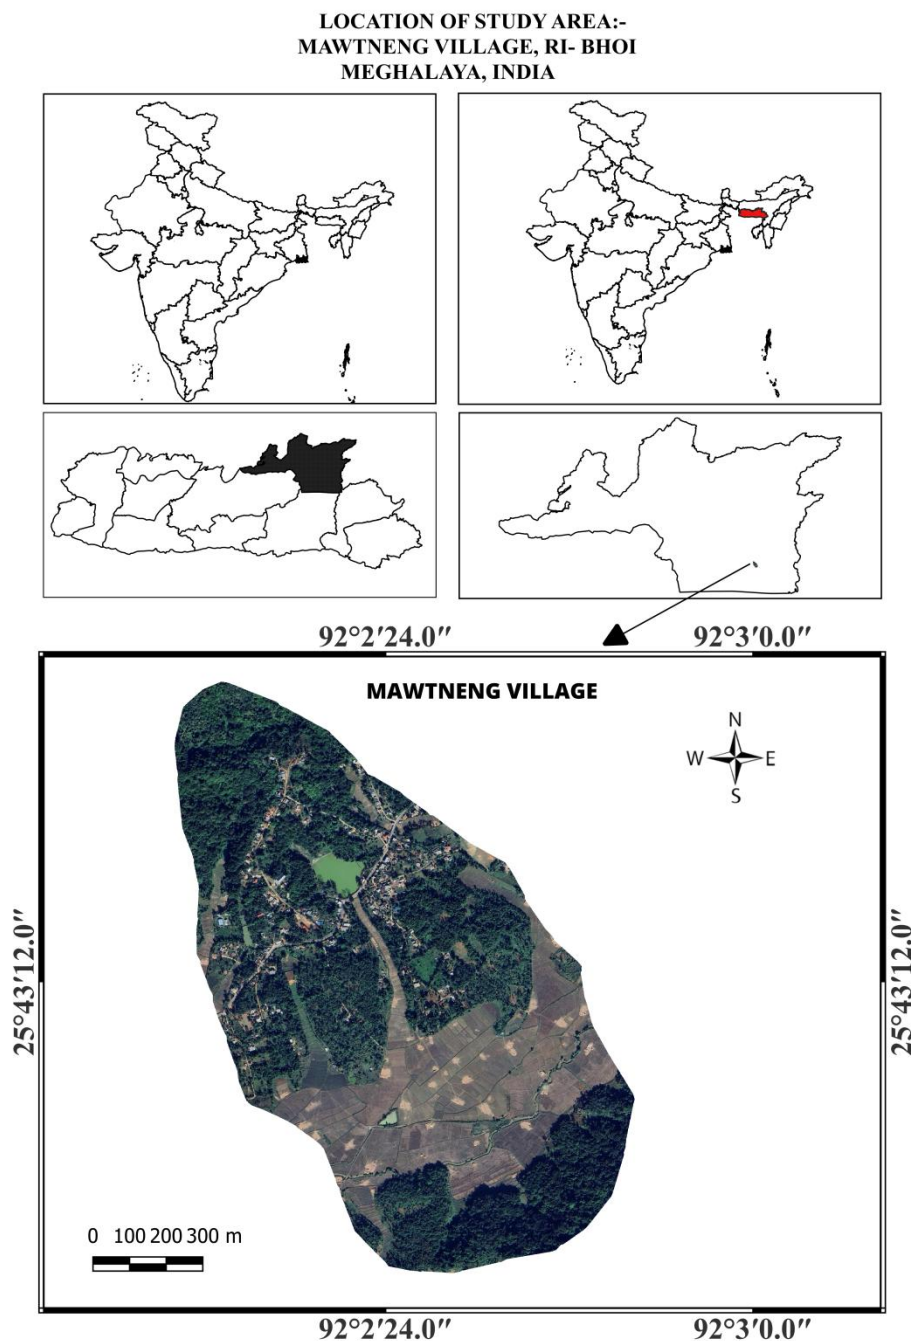 LOCATION OF STUDY AREA:-
MAWTNENG VILLAGE, RI- BHOI
MEGHALAYA, INDIA
92°2′24.0″ 92°3′0.0″
MAWTNENG VILLAGE
N
W E
S
25°43′12.0″ 25°43′12.0″
0 100 200 300 m
92°2′24.0″ 92°3′0.0″